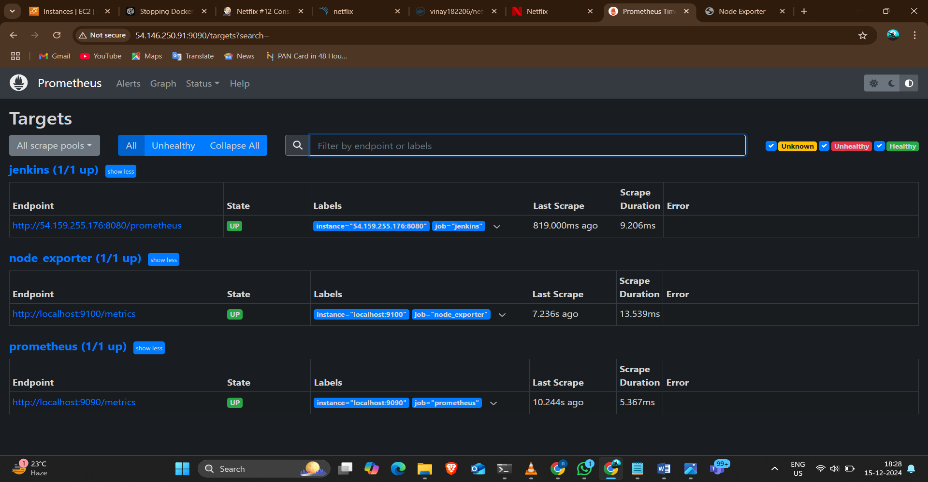 Instances | EC2 |
Stopping Docker
Netflix #12 Cons
netflix
vinay182206/net
Netflix
Prometheus Tim
Node Exporter
Not secure
54.146.250.91:9090/targets?search=
Gmail
YouTube
Maps
Translate
News
PAN Card in 48 Hou...
Prometheus
Alerts
Graph
Status
Help
Targets
All scrape pools
All
Unhealthy
Collapse All
Filter by endpoint or labels
Unknown
Unhealthy
Healthy
jenkins (1/1 up)
show less
Endpoint State Labels Last Scrape Scrape Duration Error
http://54.159.255.176:8080/prometheus UP instance="54.159.255.176:8080" job="jenkins" 819.000ms ago 9.206ms
node_exporter (1/1 up)
show less
Endpoint State Labels Last Scrape Scrape Duration Error
http://localhost:9100/metrics UP instance="localhost:9100" job="node_exporter" 7.236s ago 13.539ms
prometheus (1/1 up)
show less
Endpoint State Labels Last Scrape Scrape Duration Error
http://localhost:9090/metrics UP instance="localhost:9090" job="prometheus" 10.244s ago 5.367ms
1
23°C
Haze
Search
3
99+
ENG
US
18:28
15-12-2024